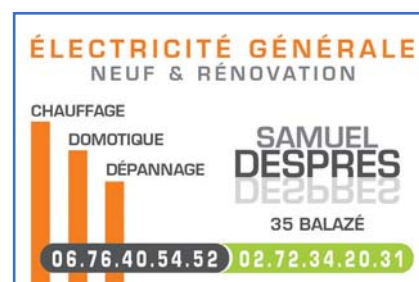 ÉLECTRICITÉ GÉNÉRALE
NEUF & RÉNOVATION
CHAUFFAGE
DOMOTIQUE
DÉPANNAGE
SAMUEL
DESPRES
35 BALAZÉ
06.76.40.54.52 02.72.34.20.31